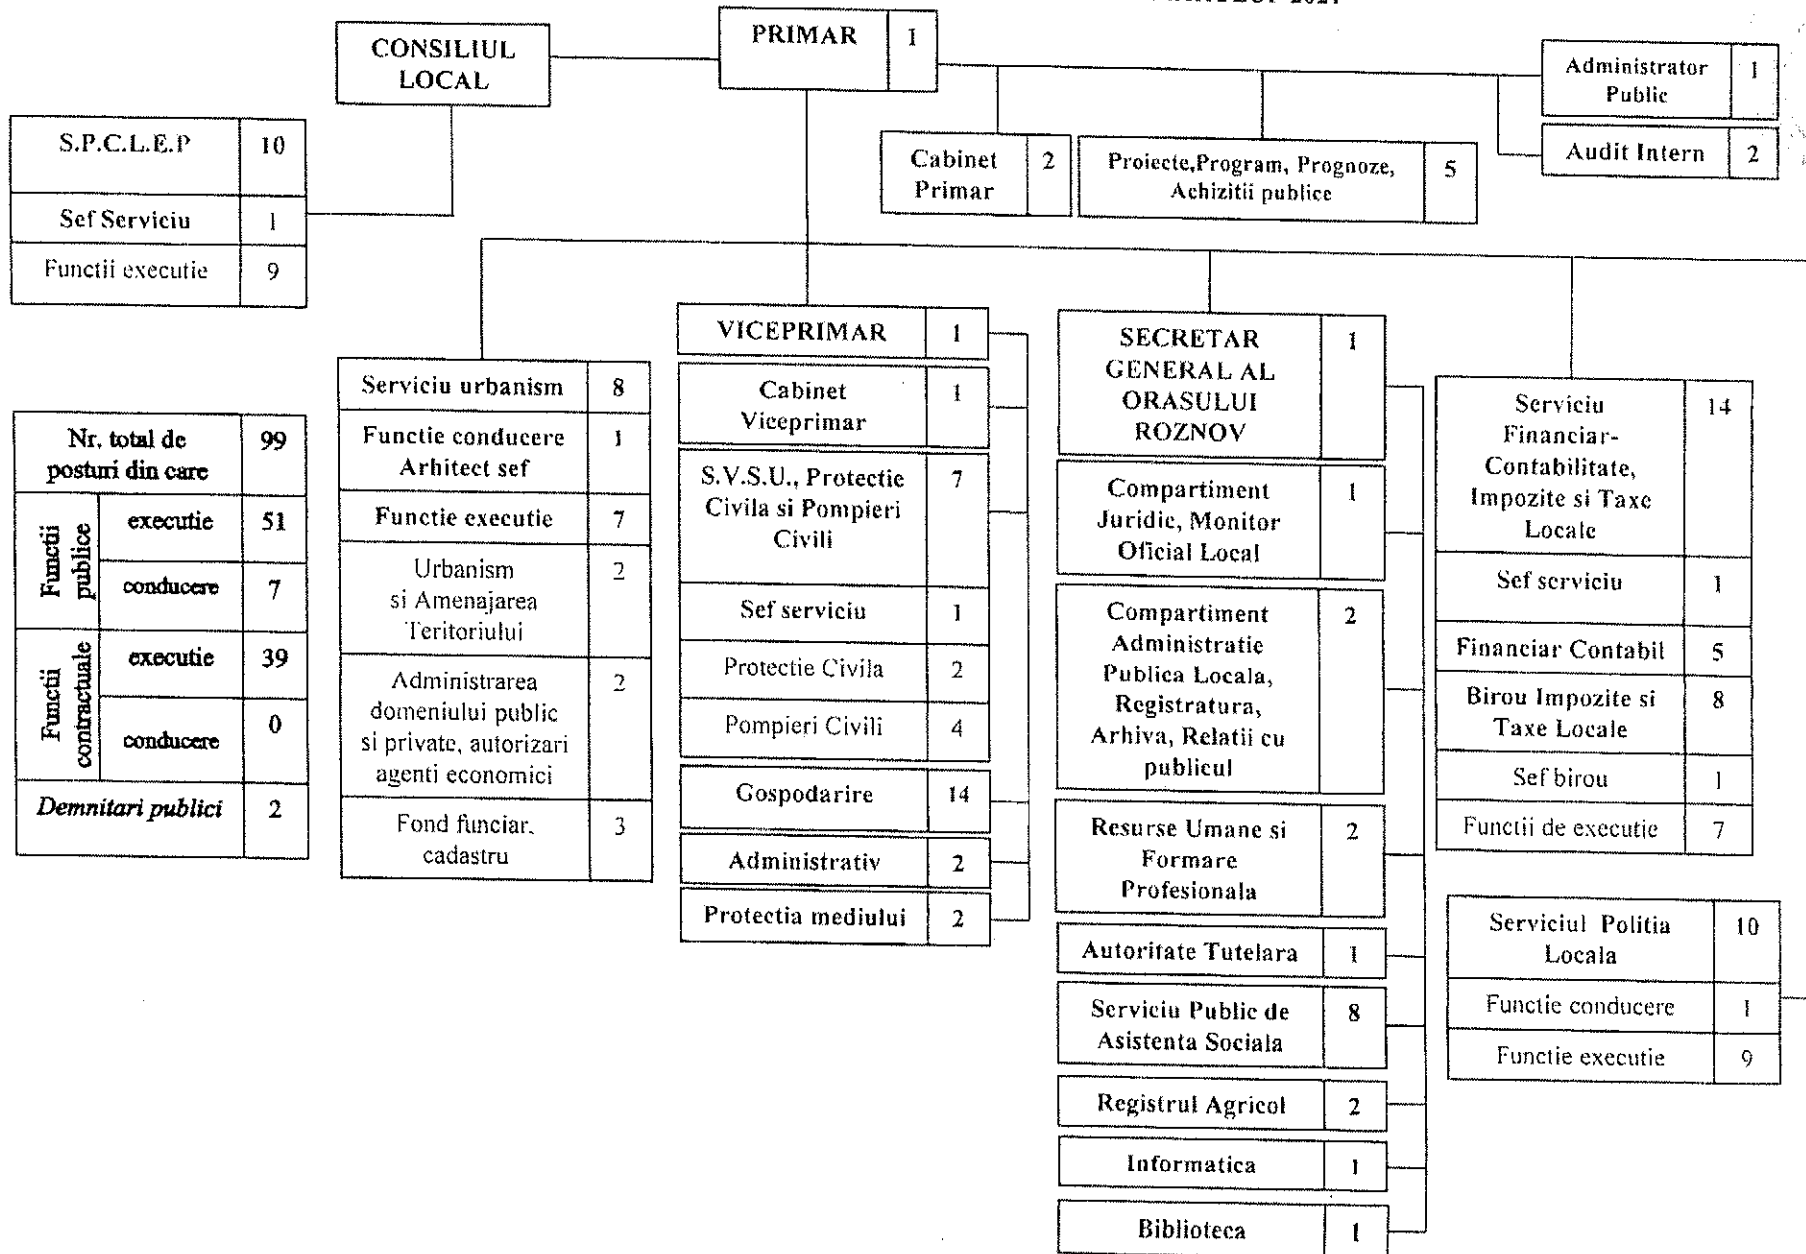 CONSILIUL
LOCAL
PRIMAR 1
Administrator 1
Public
Audit Intern 2
Cabinet 2
Primar
Proiecte,Program, Prognoze, 5
Achizitii publice
S.P.C.L.E.P 10
Sef Serviciu 1
Functii executie 9
Nr. total de 99
posturi din care
Functii
publice
executie 51
conducere 7
Functii
contractuale
executie 39
conducere 0
Demnitari publici 2
Serviciu urbanism 8
Functie conducere 1
Arhitect sef
Functie executie 7
Urbanism 2
si Amenajarea
Teritoriului
Administrarea 2
domeniului public
si private, autorizari
agenti economici
Fond funciar, 3
cadastru
VICEPRIMAR 1
Cabinet 1
Viceprimar
S.V.S.U., Protectie 7
Civila si Pompieri
Civili
Sef serviciu 1
Protectie Civila 2
Pompieri Civili 4
Gospodarire 14
Administrativ 2
Protectia mediului 2
SECRETAR 1
GENERAL AL
ORASULUI
ROZNOV
Compartiment 1
Juridic, Monitor
Oficial Local
Compartiment 2
Administratie
Publica Locala,
Registratura,
Arhiva, Relatii cu
publicul
Resurse Umane si 2
Formare
Profesionala
Autoritate Tutelara 1
Serviciu Public de 8
Asistenta Sociala
Registrul Agricol 2
Informatica 1
Biblioteca 1
Serviciu 14
Financiar-
Contabilitate,
Impozite si Taxe
Locale
Sef serviciu 1
Financiar Contabil 5
Birou Impozite si 8
Taxe Locale
Sef birou 1
Functii de executie 7
Serviciul Politia 10
Locala
Functie conducere 1
Functie executie 9